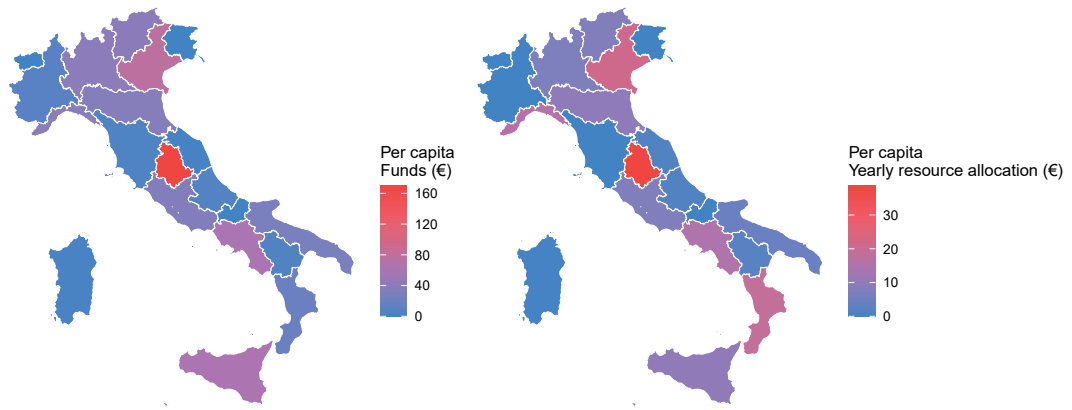 Per capita
Funds (€)
160
120
80
40
0
Per capita
Yearly resource allocation (€)
30
20
10
0